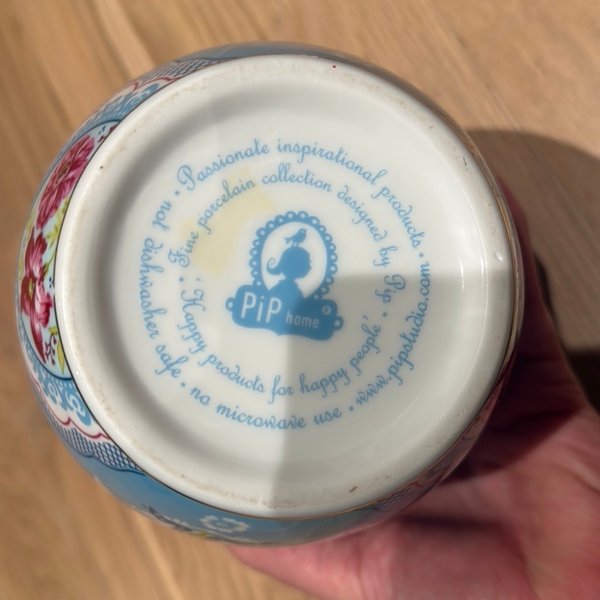 Passionate inspirational products • www.pipstudio.com • no microwave use • not dishwasher safe •
Fine porcelain collection designed by Pip • 'Happy products for happy people' •
PiP home